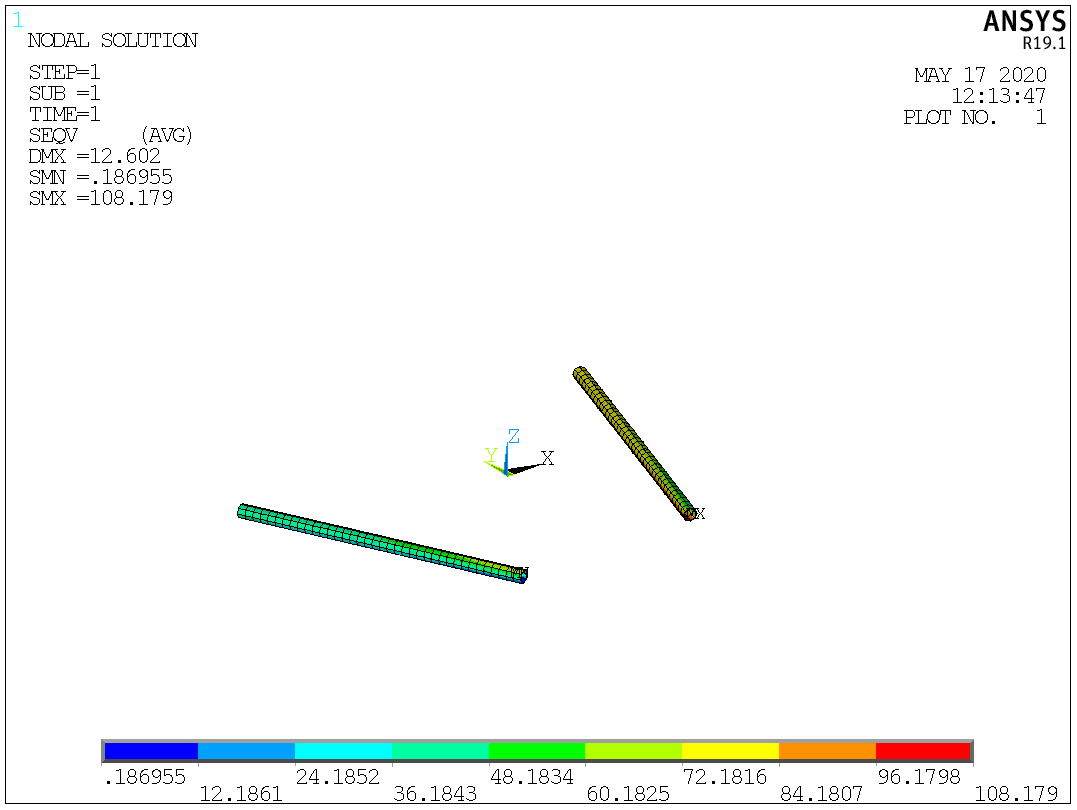 1
ANSYS
R19.1
NODAL SOLUTION
STEP=1
SUB =1
TIME=1
SEQV     (AVG)
DMX =12.602
SMN =.186955
SMX =108.179
MAY 17 2020
12:13:47
PLOT NO.   1
Z
Y
X
MX
.186955
12.1861
24.1852
36.1843
48.1834
60.1825
72.1816
84.1807
96.1798
108.179